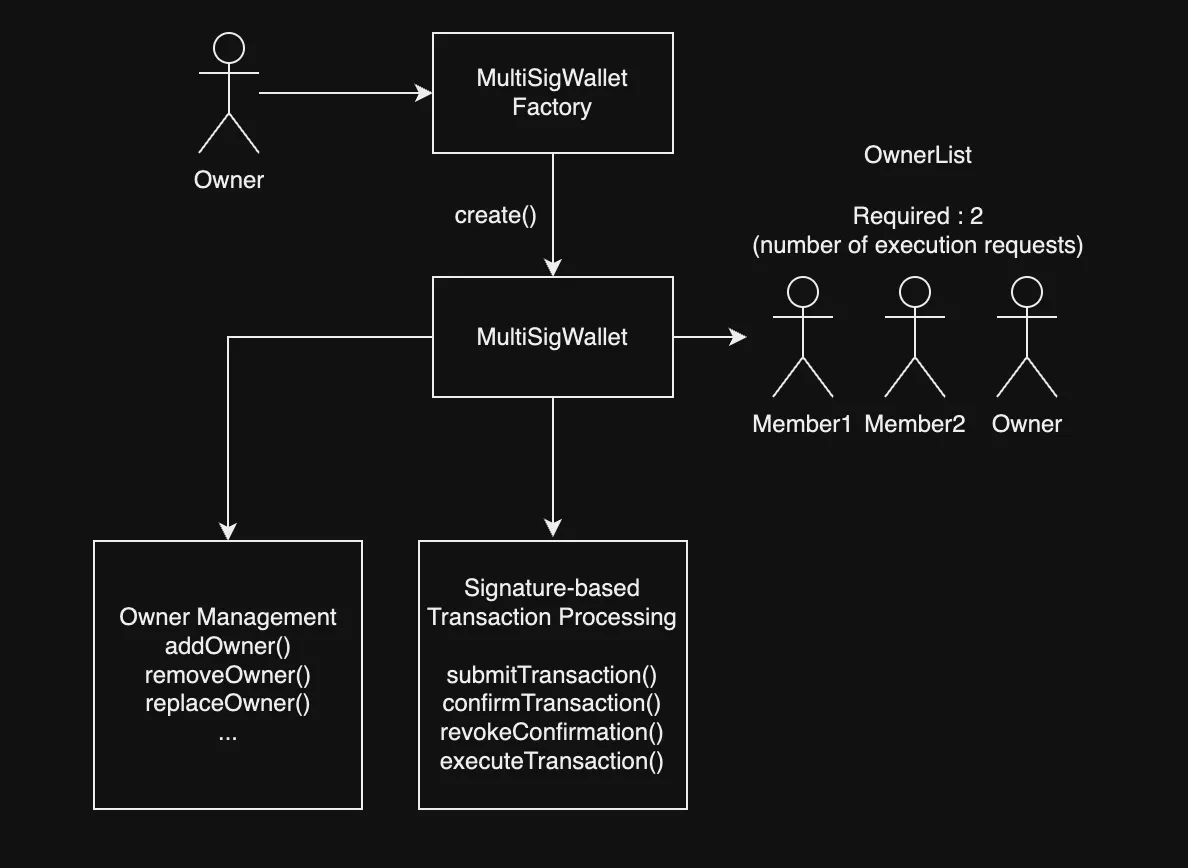 MultiSigWallet
Factory
Owner
create()
OwnerList
Required : 2
(number of execution requests)
MultiSigWallet
Member1
Member2
Owner
Owner Management
addOwner()
removeOwner()
replaceOwner()
...
Signature-based
Transaction Processing
submitTransaction()
confirmTransaction()
revokeConfirmation()
executeTransaction()